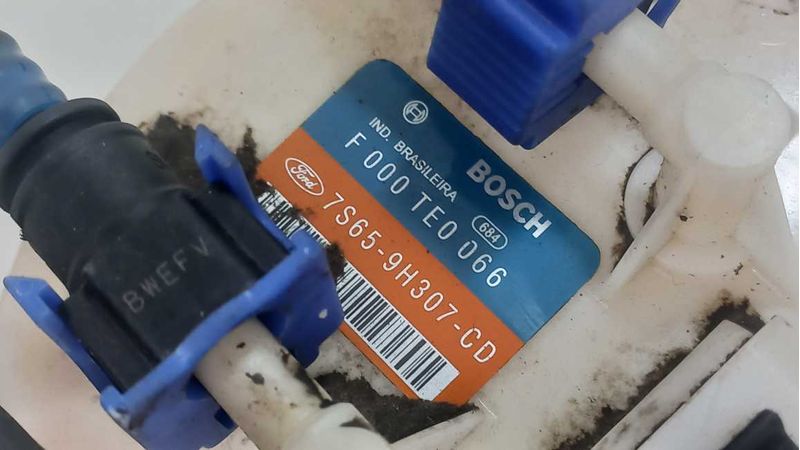 BOSCH
IND. BRASILEIRA 684
F 000 TE0 066
Ford 7S65-9H307-CD
BWEFV